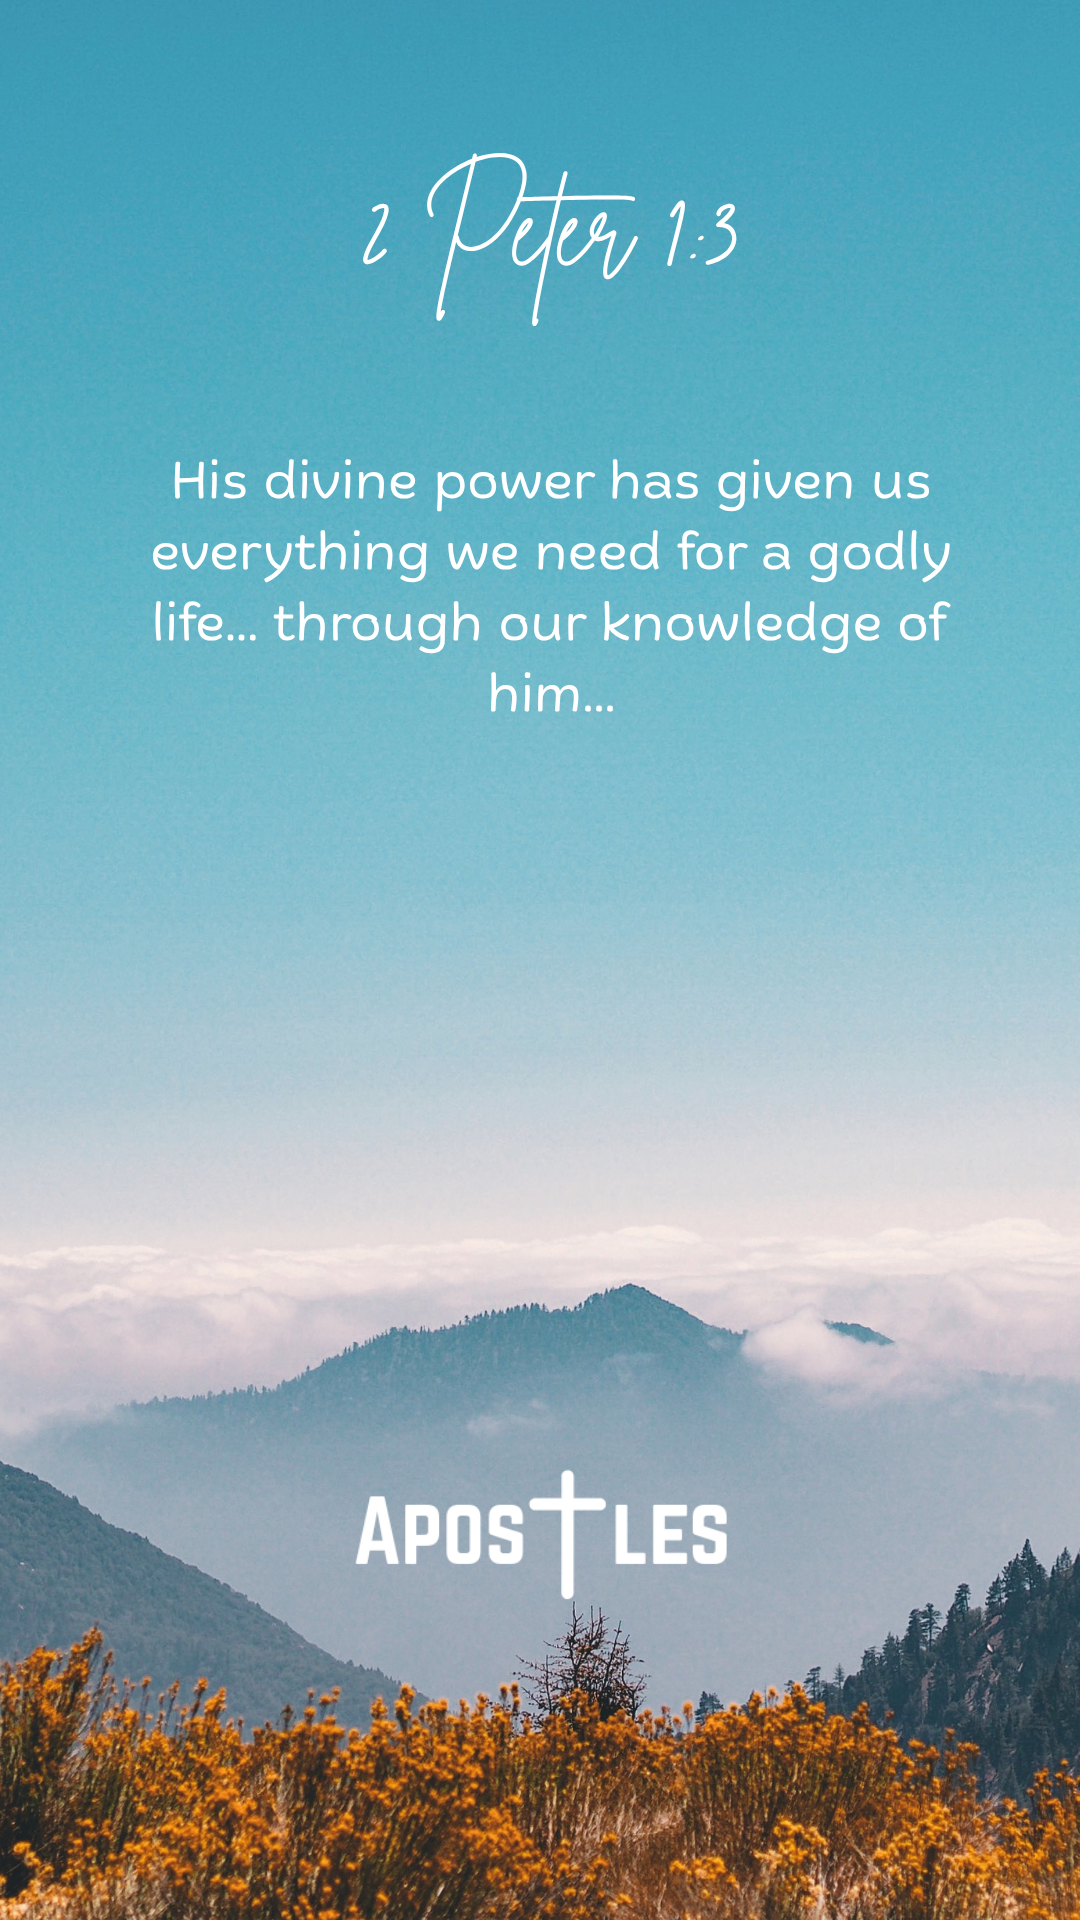 2 Peter 1:3
His divine power has given us
everything we need for a godly
life... through our knowledge of
him...
APOSTLES